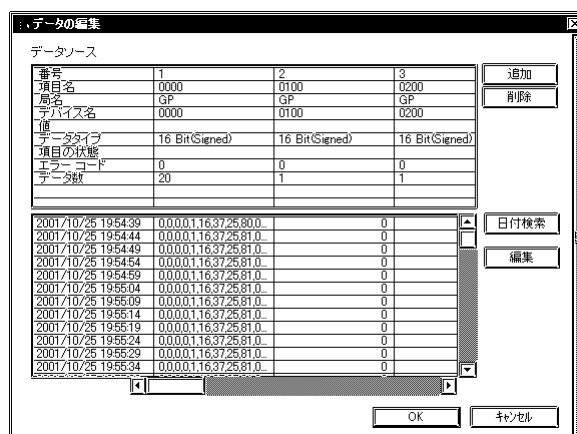 データの編集
データソース
番号 1 2 3
項目名 0000 0100 0200
局名 GP GP GP
デバイス名 0000 0100 0200
値
データタイプ 16 Bit(Signed) 16 Bit(Signed) 16 Bit(Signed)
項目の状態
エラー コード 0 0 0
データ数 20 1 1
追加
削除
2001/10/25 19:54:39 0,0,0,0,1,16,37,25,80,0... 0
2001/10/25 19:54:44 0,0,0,0,1,16,37,25,81,0... 0
2001/10/25 19:54:49 0,0,0,0,1,16,37,25,81,0... 0
2001/10/25 19:54:54 0,0,0,0,1,16,37,25,81,0... 0
2001/10/25 19:54:59 0,0,0,0,1,16,37,25,81,0... 0
2001/10/25 19:55:04 0,0,0,0,1,16,37,25,81,0... 0
2001/10/25 19:55:09 0,0,0,0,1,16,37,25,81,0... 0
2001/10/25 19:55:14 0,0,0,0,1,16,37,25,81,0... 0
2001/10/25 19:55:19 0,0,0,0,1,16,37,25,81,0... 0
2001/10/25 19:55:24 0,0,0,0,1,16,37,25,81,0... 0
2001/10/25 19:55:29 0,0,0,0,1,16,37,25,81,0... 0
2001/10/25 19:55:34 0,0,0,0,1,16,37,25,81,0... 0
日付検索
編集
OK
キャンセル